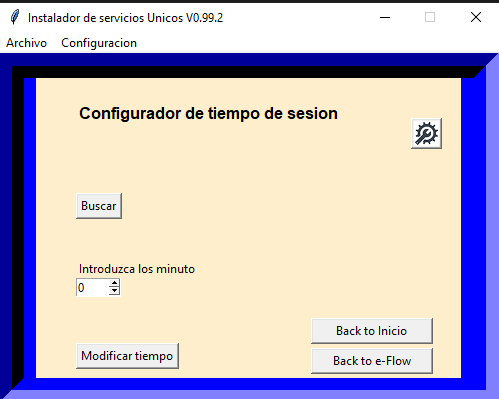 Instalador de servicios Unicos V0.99.2
Archivo Configuracion
Configurador de tiempo de sesion
Buscar
Introduzca los minuto
0
Back to Inicio
Modificar tiempo
Back to e-Flow